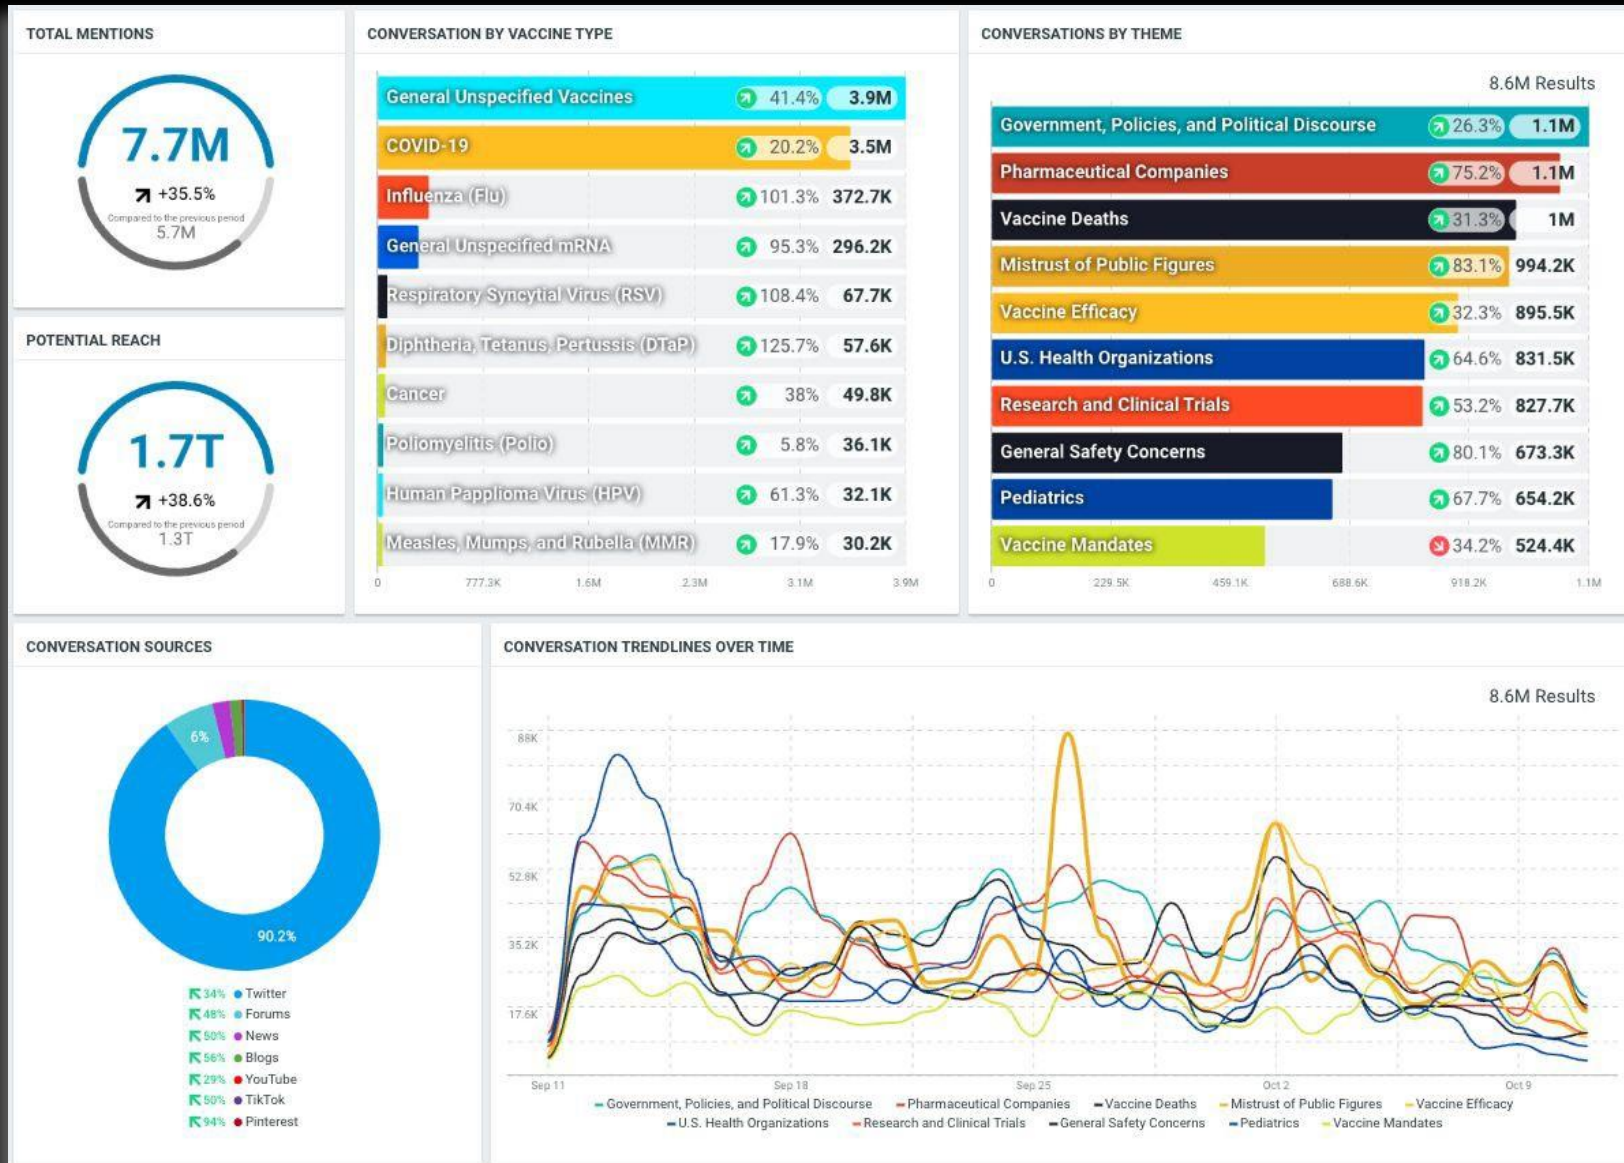 TOTAL MENTIONS
7.7M
+35.5%
Compared to the previous period
5.7M
POTENTIAL REACH
1.7T
+38.6%
Compared to the previous period
1.3T
CONVERSATION BY VACCINE TYPE
General Unspecified Vaccines 41.4% 3.9M
COVID-19 20.2% 3.5M
Influenza (Flu) 101.3% 372.7K
General Unspecified mRNA 95.3% 296.2K
Respiratory Syncytial Virus (RSV) 108.4% 67.7K
Diphtheria, Tetanus, Pertussis (DTaP) 125.7% 57.6K
Cancer 38% 49.8K
Poliomyelitis (Polio) 5.8% 36.1K
Human Papplioma Virus (HPV) 61.3% 32.1K
Measles, Mumps, and Rubella (MMR) 17.9% 30.2K
0 777.3K 1.6M 2.3M 3.1M 3.9M
CONVERSATIONS BY THEME
8.6M Results
Government, Policies, and Political Discourse 26.3% 1.1M
Pharmaceutical Companies 75.2% 1.1M
Vaccine Deaths 31.3% 1M
Mistrust of Public Figures 83.1% 994.2K
Vaccine Efficacy 32.3% 895.5K
U.S. Health Organizations 64.6% 831.5K
Research and Clinical Trials 53.2% 827.7K
General Safety Concerns 80.1% 673.3K
Pediatrics 67.7% 654.2K
Vaccine Mandates 34.2% 524.4K
0 229.5K 459.1K 688.6K 918.2K 1.1M
CONVERSATION SOURCES
6%
90.2%
34% Twitter
48% Forums
50% News
56% Blogs
29% YouTube
50% TikTok
94% Pinterest
CONVERSATION TRENDLINES OVER TIME
8.6M Results
88K
70.4K
52.8K
35.2K
17.6K
Sep 11 Sep 18 Sep 25 Oct 2 Oct 9
Government, Policies, and Political Discourse Pharmaceutical Companies Vaccine Deaths Mistrust of Public Figures Vaccine Efficacy
U.S. Health Organizations Research and Clinical Trials General Safety Concerns Pediatrics Vaccine Mandates